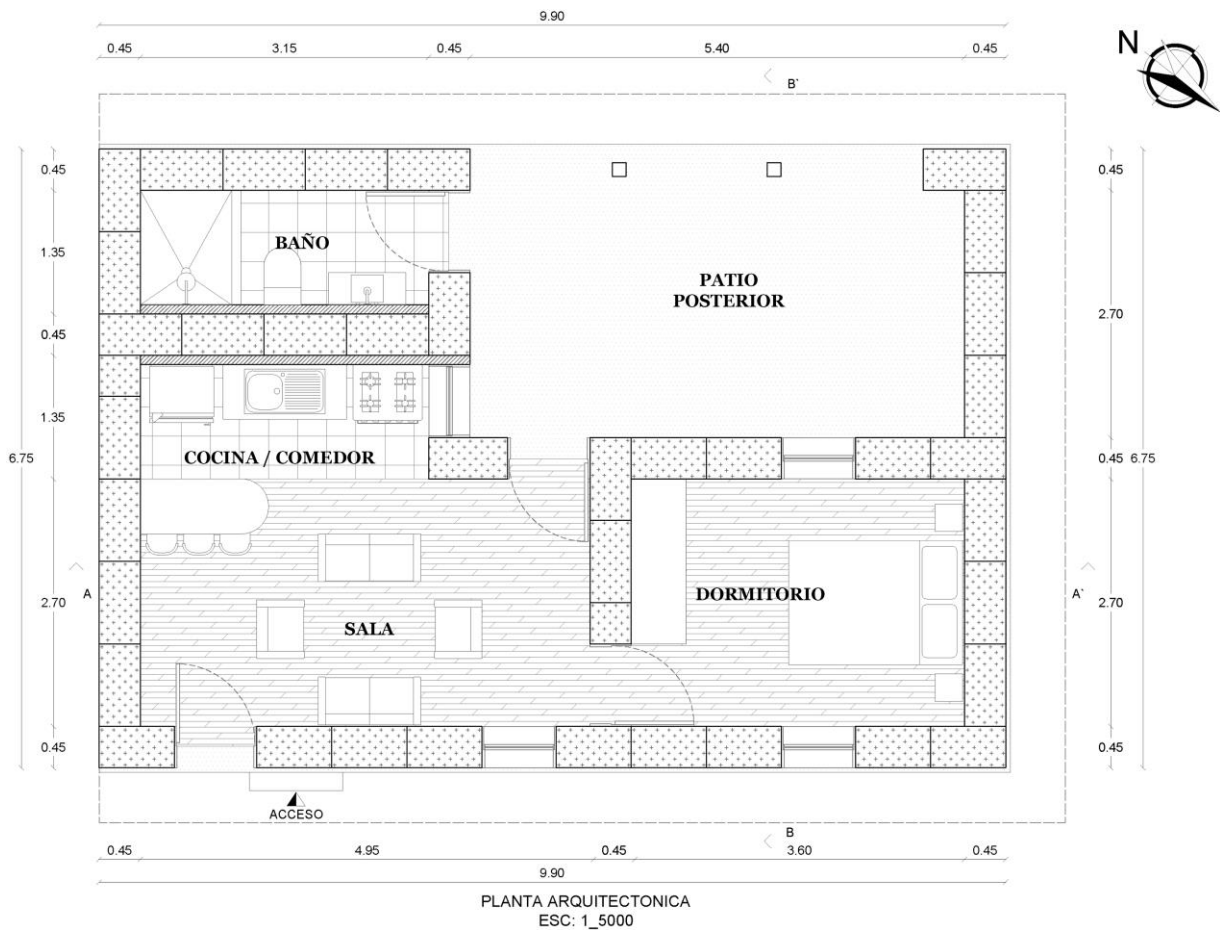 9.90
0.45 3.15 0.45 5.40 0.45
N
B'
0.45
1.35
0.45
1.35
2.70
0.45
6.75
BAÑO
PATIO
POSTERIOR
COCINA / COMEDOR
SALA
DORMITORIO
A
A'
0.45
2.70
0.45
2.70
0.45
6.75
ACCESO
B
0.45 4.95 0.45 3.60 0.45
9.90
PLANTA ARQUITECTONICA
ESC: 1_5000